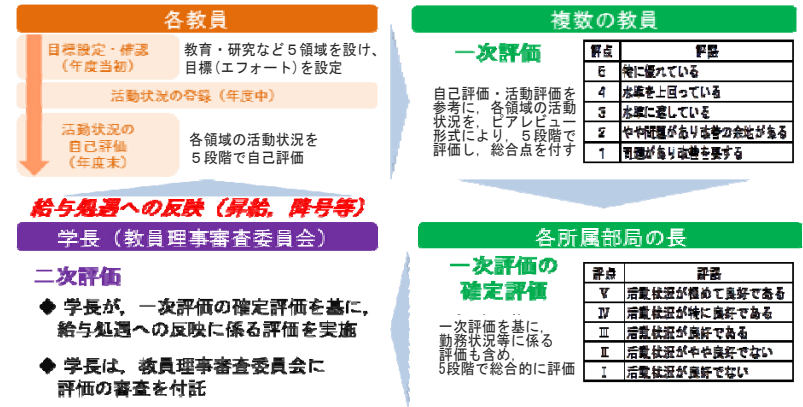 各教員
目標設定・確認
（年度当初）
教育・研究など５領域を設け、
目標(エフォート)を設定
活動状況の登録（年度中）
活動状況の
自己評価
（年度末）
各領域の活動状況を
５段階で自己評価
複数の教員
一次評価
自己評価・活動評価を
参考に，各領域の活動
状況を，ピアレビュー
形式により，５段階で
評価し，総合点を付す
評点 評語
5 特に優れている
4 水準を上回っている
3 水準に達している
2 やや問題があり改善の余地がある
1 問題があり改善を要する
給与処遇への反映（昇給，降号等）
学長（教員理事審査委員会）
二次評価
◆ 学長が，一次評価の確定評価を基に，
給与処遇への反映に係る評価を実施
◆ 学長は，教員理事審査委員会に
評価の審査を付託
各所属部局の長
一次評価の
確定評価
一次評価を基に，
勤務状況等に係る
評価も含め，
5段階で総合的に評価
評点 評語
Ⅴ 活動状況が極めて良好である
Ⅳ 活動状況が特に良好である
Ⅲ 活動状況が良好である
Ⅱ 活動状況がやや良好でない
Ⅰ 活動状況が良好でない